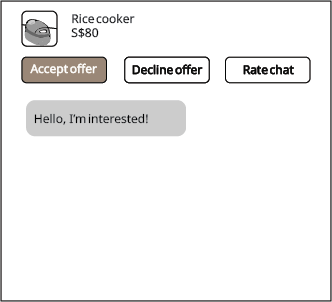 Rice cooker
S$80
Accept offer
Decline offer
Rate chat
Hello, I'm interested!